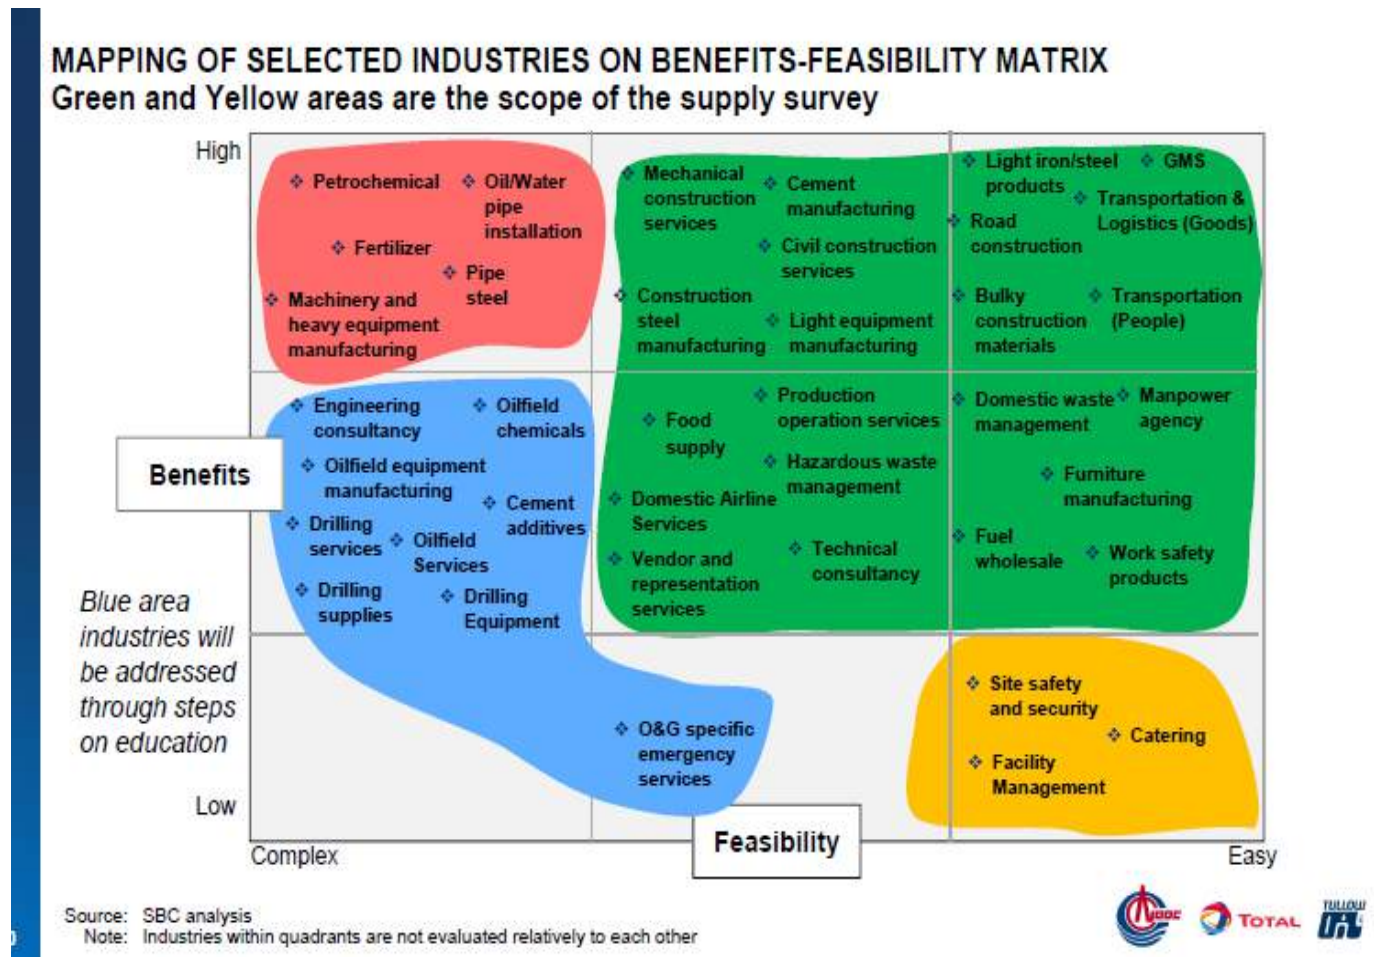 MAPPING OF SELECTED INDUSTRIES ON BENEFITS-FEASIBILITY MATRIX
Green and Yellow areas are the scope of the supply survey
High
Petrochemical
Oil/Water
pipe
installation
Fertilizer
Pipe
steel
Machinery and
heavy equipment
manufacturing
Mechanical
construction
services
Cement
manufacturing
Civil construction
services
Construction
steel
manufacturing
Light equipment
manufacturing
Light iron/steel
products
GMS
Transportation &
Logistics (Goods)
Road
construction
Bulky
construction
materials
Transportation
(People)
Benefits
Engineering
consultancy
Oilfield
chemicals
Oilfield equipment
manufacturing
Cement
additives
Drilling
services
Oilfield
Services
Drilling
supplies
Drilling
Equipment
Production
operation services
Food
supply
Hazardous waste
management
Domestic Airline
Services
Technical
consultancy
Vendor and
representation
services
Domestic waste
management
Manpower
agency
Furniture
manufacturing
Fuel
wholesale
Work safety
products
Blue area
industries will
be addressed
through steps
on education
O&G specific
emergency
services
Site safety
and security
Catering
Facility
Management
Low
Complex
Feasibility
Easy
Source: SBC analysis
Note: Industries within quadrants are not evaluated relatively to each other
TOTAL
TULLOW